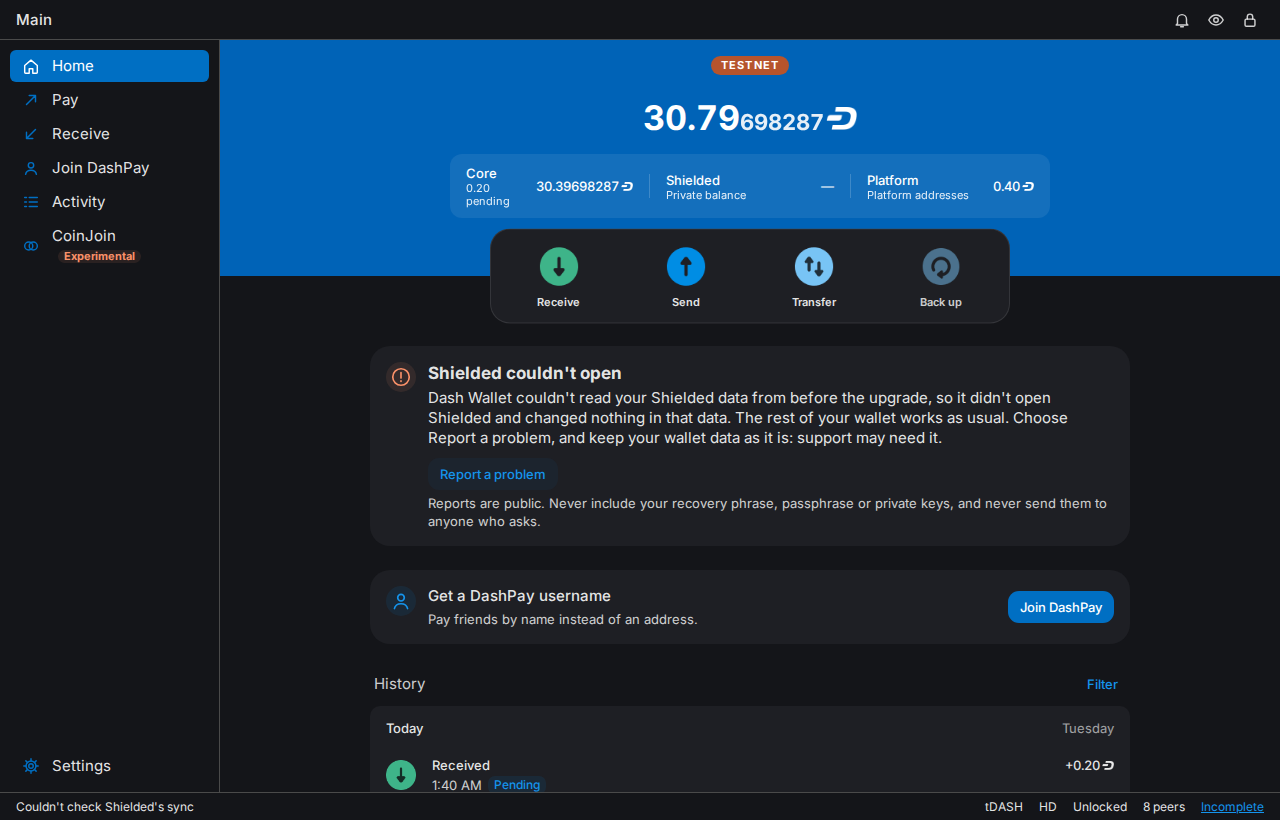 Main
Home
Pay
Receive
Join DashPay
Activity
CoinJoin
Experimental
Settings
TESTNET
30.79698287
Core
0.20
pending
30.39698287
Shielded
Private balance
—
Platform
Platform addresses
0.40
Receive
Send
Transfer
Back up
Shielded couldn't open
Dash Wallet couldn't read your Shielded data from before the upgrade, so it didn't open
Shielded and changed nothing in that data. The rest of your wallet works as usual. Choose
Report a problem, and keep your wallet data as it is: support may need it.
Report a problem
Reports are public. Never include your recovery phrase, passphrase or private keys, and never send them to
anyone who asks.
Get a DashPay username
Pay friends by name instead of an address.
Join DashPay
History
Filter
Today
Tuesday
Received
+0.20
1:40 AM Pending
Couldn't check Shielded's sync
tDASH HD Unlocked 8 peers Incomplete